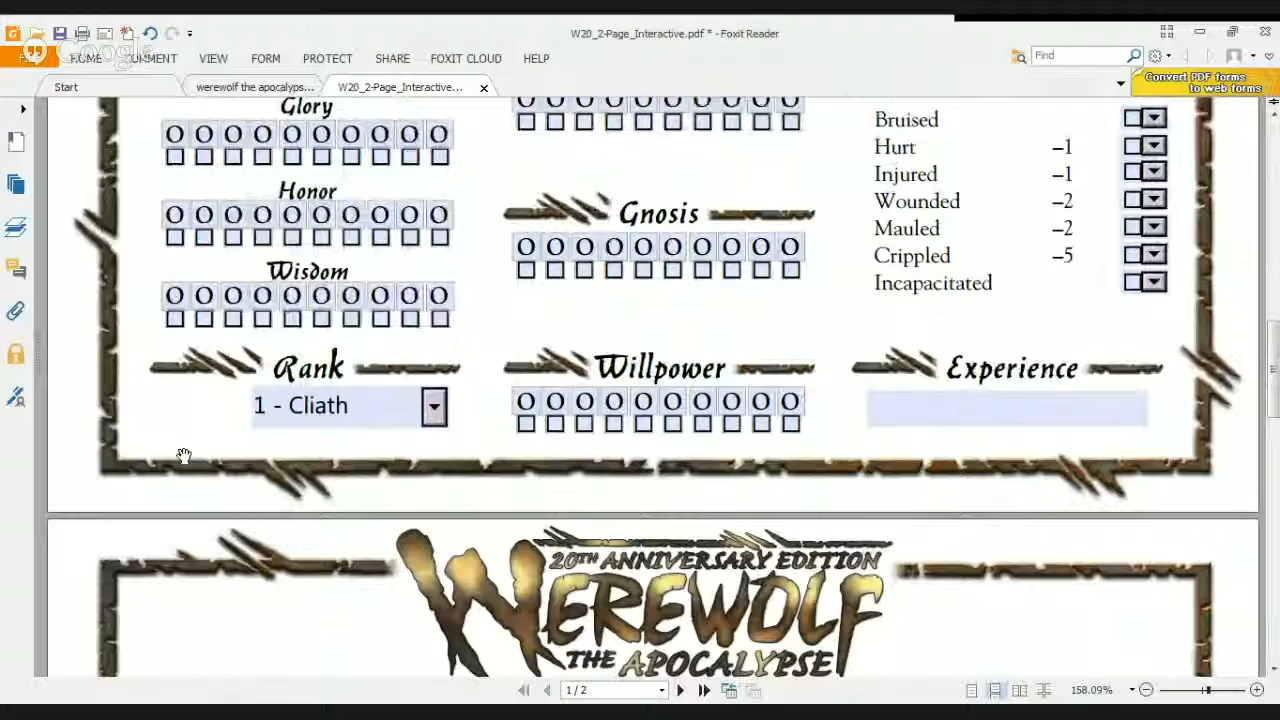 W20_2-Page_Interactive.pdf * - Foxit Reader
Google
HOME
VIEW
FORM
PROTECT
SHARE
FOXIT CLOUD
HELP
Find
Start
werewolf the apocalyps...
W20_2-Page_Interactive...
Convert PDF forms
to web forms
Glory
Honor
Wisdom
Rank
1 - Cliath
Gnosis
Willpower
Bruised
Hurt -1
Injured -1
Wounded -2
Mauled -2
Crippled -5
Incapacitated
Experience
20TH ANNIVERSARY EDITION
WEREWOLF
THE APOCALYPSE
1 / 2
158.09%